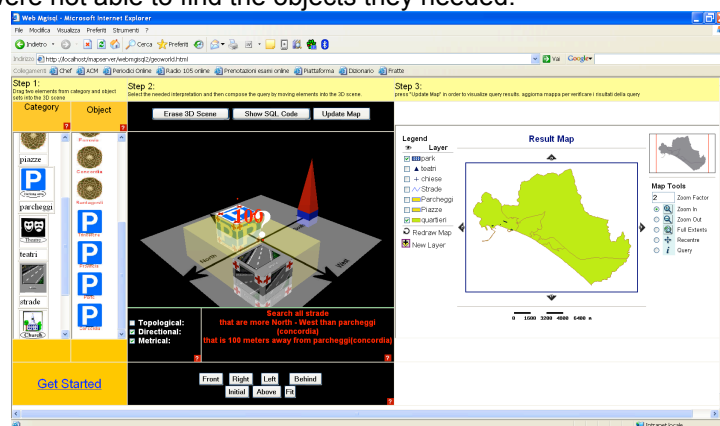 were not able to find the objects they needed.
Web Mgisql - Microsoft Internet Explorer
File Modifica Visualizza Preferiti Strumenti ?
Indietro Cerca Preferiti
Indirizzo http://localhost/mapserver/webmgisql2/geoworld.html Vai Google
Collegamenti Chef ACM Periodici Online Radio 105 online Prenotazioni esami online Piattaforma Dizionario Fratte
Step 1:
Drag two elements from category and object sets into the 3D scene
Step 2:
Select the needed interpretation and then compose the query by moving elements into the 3D scene.
Step 3:
press "Update Map" in order to visualize query results. aggiorna mappa per verificare i risultati della query
Category
Object
Erase 3D Scene
Show SQL Code
Update Map
piazze
P
parcheggi
Theatre
teatri
strade
Church
Concordia
P
P
P
P
Concordia
100
North
West
Legend
Layer
park
teatri
chiese
Strade
Parcheggi
Piazze
quartieri
Redraw Map
New Layer
Result Map
0 1600 3200 4800 6400 m
Map Tools
2 Zoom Factor
Zoom In
Zoom Out
Full Extents
Recentre
i Query
Topological:
Directional:
Metrical:
Search all strade
that are more North - West than parcheggi
(concordia)
that is 100 meters away from parcheggi(concordia)
Get Started
Front Right Left Behind
Initial Above Fit
Intranet locale